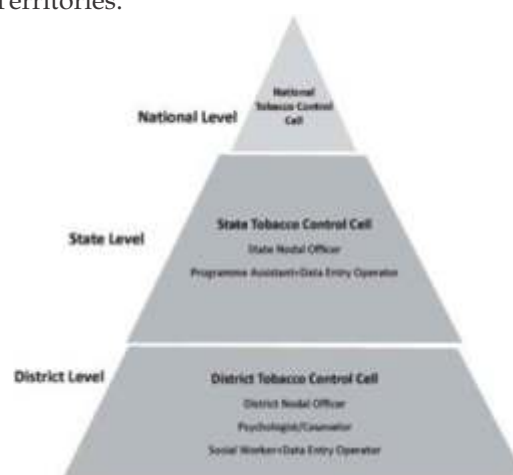 Territories.
National
Tobacco Control
Cell
National Level
State Level
State Tobacco Control Cell
State Nodal Officer
Programme Assistant+Data Entry Operator
District Level
District Tobacco Control Cell
District Nodal Officer
Psychologist/Counselor
Social Worker+Data Entry Operator